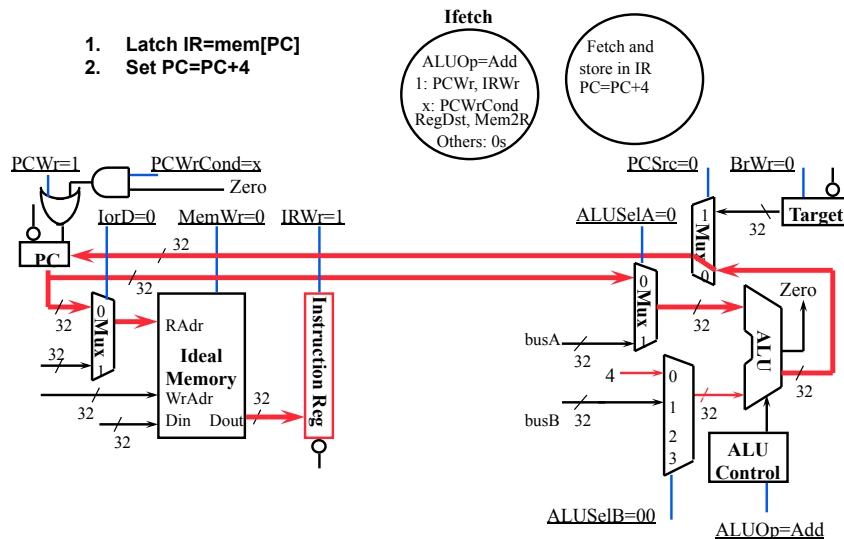 Ifetch
1. Latch IR=mem[PC]
2. Set PC=PC+4
ALUOp=Add
1: PCWr, IRWr
x: PCWrCond
RegDst, Mem2R
Others: 0s
Fetch and
store in IR
PC=PC+4
PCWr=1
PCWrCond=x
Zero
PCSrc=0
BrWr=0
IorD=0
MemWr=0
IRWr=1
ALUSelA=0
1
Mux
0
32
Target
PC
32
32
32
0
Mux
1
32
32
RAdr
Ideal
Memory
WrAdr
Din
Dout
32
32
32
Instruction Reg
0
Mux
1
32
busA
32
4
busB
32
0
1
2
3
32
ALU
Zero
32
ALU
Control
ALUSelB=00
ALUOp=Add